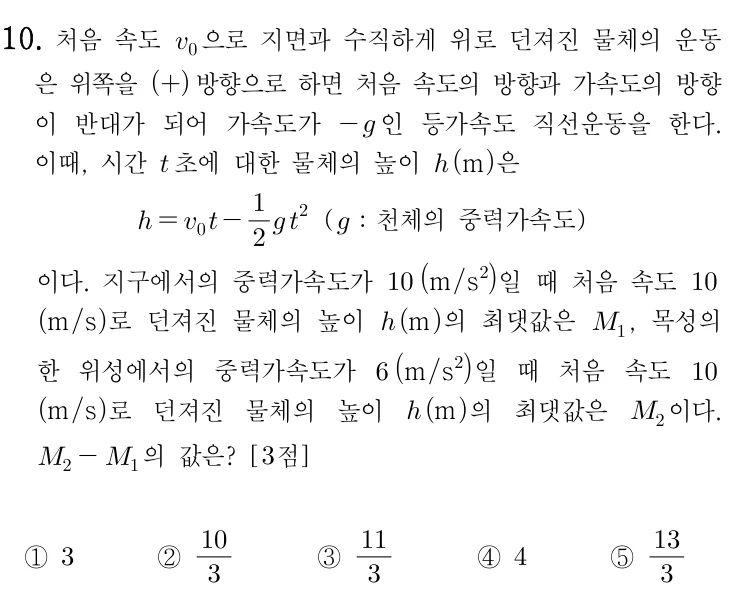 10. 처음 속도 v₀으로 지면과 수직하게 위로 던져진 물체의 운동
은 위쪽을 (+)방향으로 하면 처음 속도의 방향과 가속도의 방향
이 반대가 되어 가속도가 −g인 등가속도 직선운동을 한다.
이때, 시간 t초에 대한 물체의 높이 h(m)은
h = v₀t − 1/2 gt² (g : 천체의 중력가속도)
이다. 지구에서의 중력가속도가 10(m/s²)일 때 처음 속도 10
(m/s)로 던져진 물체의 높이 h(m)의 최댓값은 M₁, 목성의
한 위성에서의 중력가속도가 6(m/s²)일 때 처음 속도 10
(m/s)로 던져진 물체의 높이 h(m)의 최댓값은 M₂이다.
M₂ − M₁의 값은? [3점]
① 3 ② 10/3 ③ 11/3 ④ 4 ⑤ 13/3